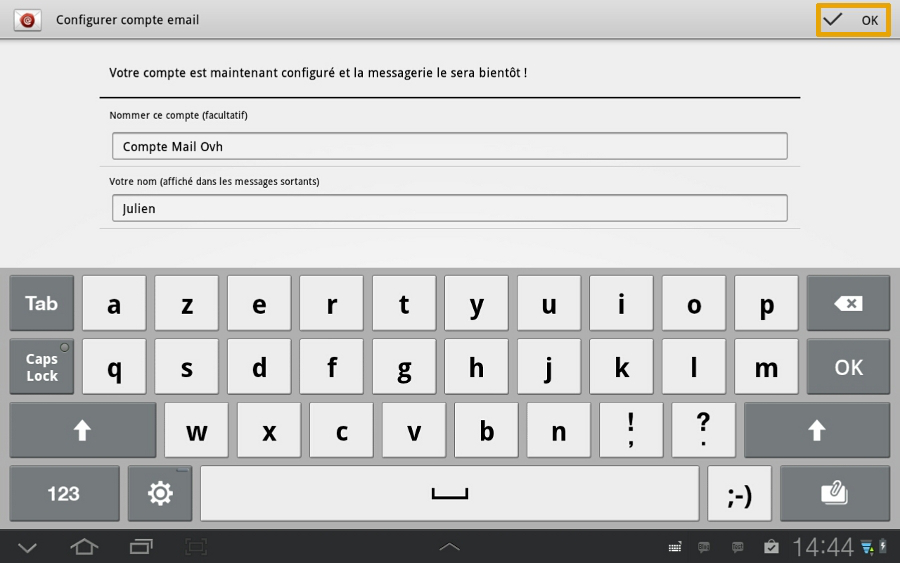 Configurer compte email
OK
Votre compte est maintenant configuré et la messagerie le sera bientôt !
Nommer ce compte (facultatif)
Compte Mail Ovh
Votre nom (affiché dans les messages sortants)
Julien
Tab a z e r t y u i o p
Caps Lock q s d f g h j k l m OK
w x c v b n ! , ? .
123 ;-)
14:44